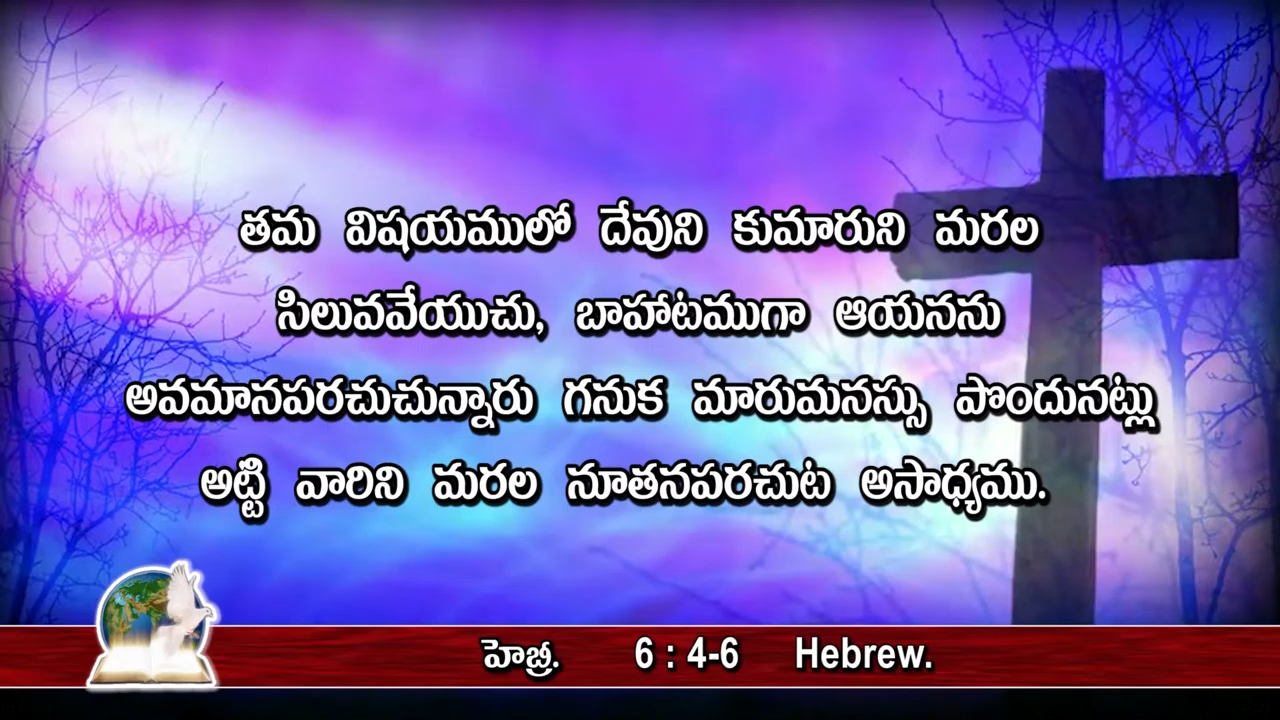 తమ విషయములో దేవుని కుమారుని మరల
సిలువవేయుచు, బాహాటముగా ఆయనను
అవమానపరచుచున్నారు గనుక మారుమనస్సు పొందునట్లు
అట్టి వారిని మరల నూతనపరచుట అసాధ్యము.
హెబ్రీ. 6 : 4-6 Hebrew.